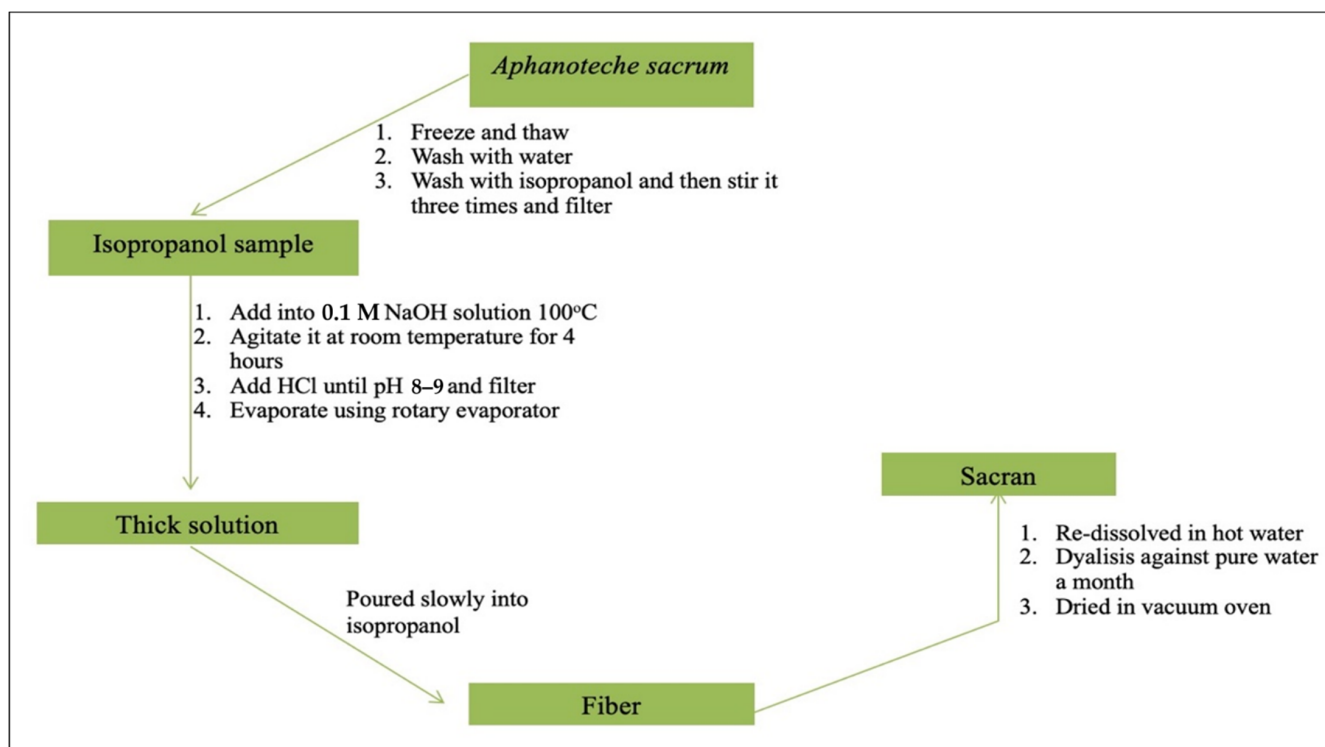 Aphanoteche sacrum
1. Freeze and thaw
2. Wash with water
3. Wash with isopropanol and then stir it
three times and filter
Isopropanol sample
1. Add into 0.1 M NaOH solution 100°C
2. Agitate it at room temperature for 4
hours
3. Add HCl until pH 8–9 and filter
4. Evaporate using rotary evaporator
Thick solution
Poured slowly into
isopropanol
Fiber
1. Re-dissolved in hot water
2. Dyalisis against pure water
a month
3. Dried in vacuum oven
Sacran